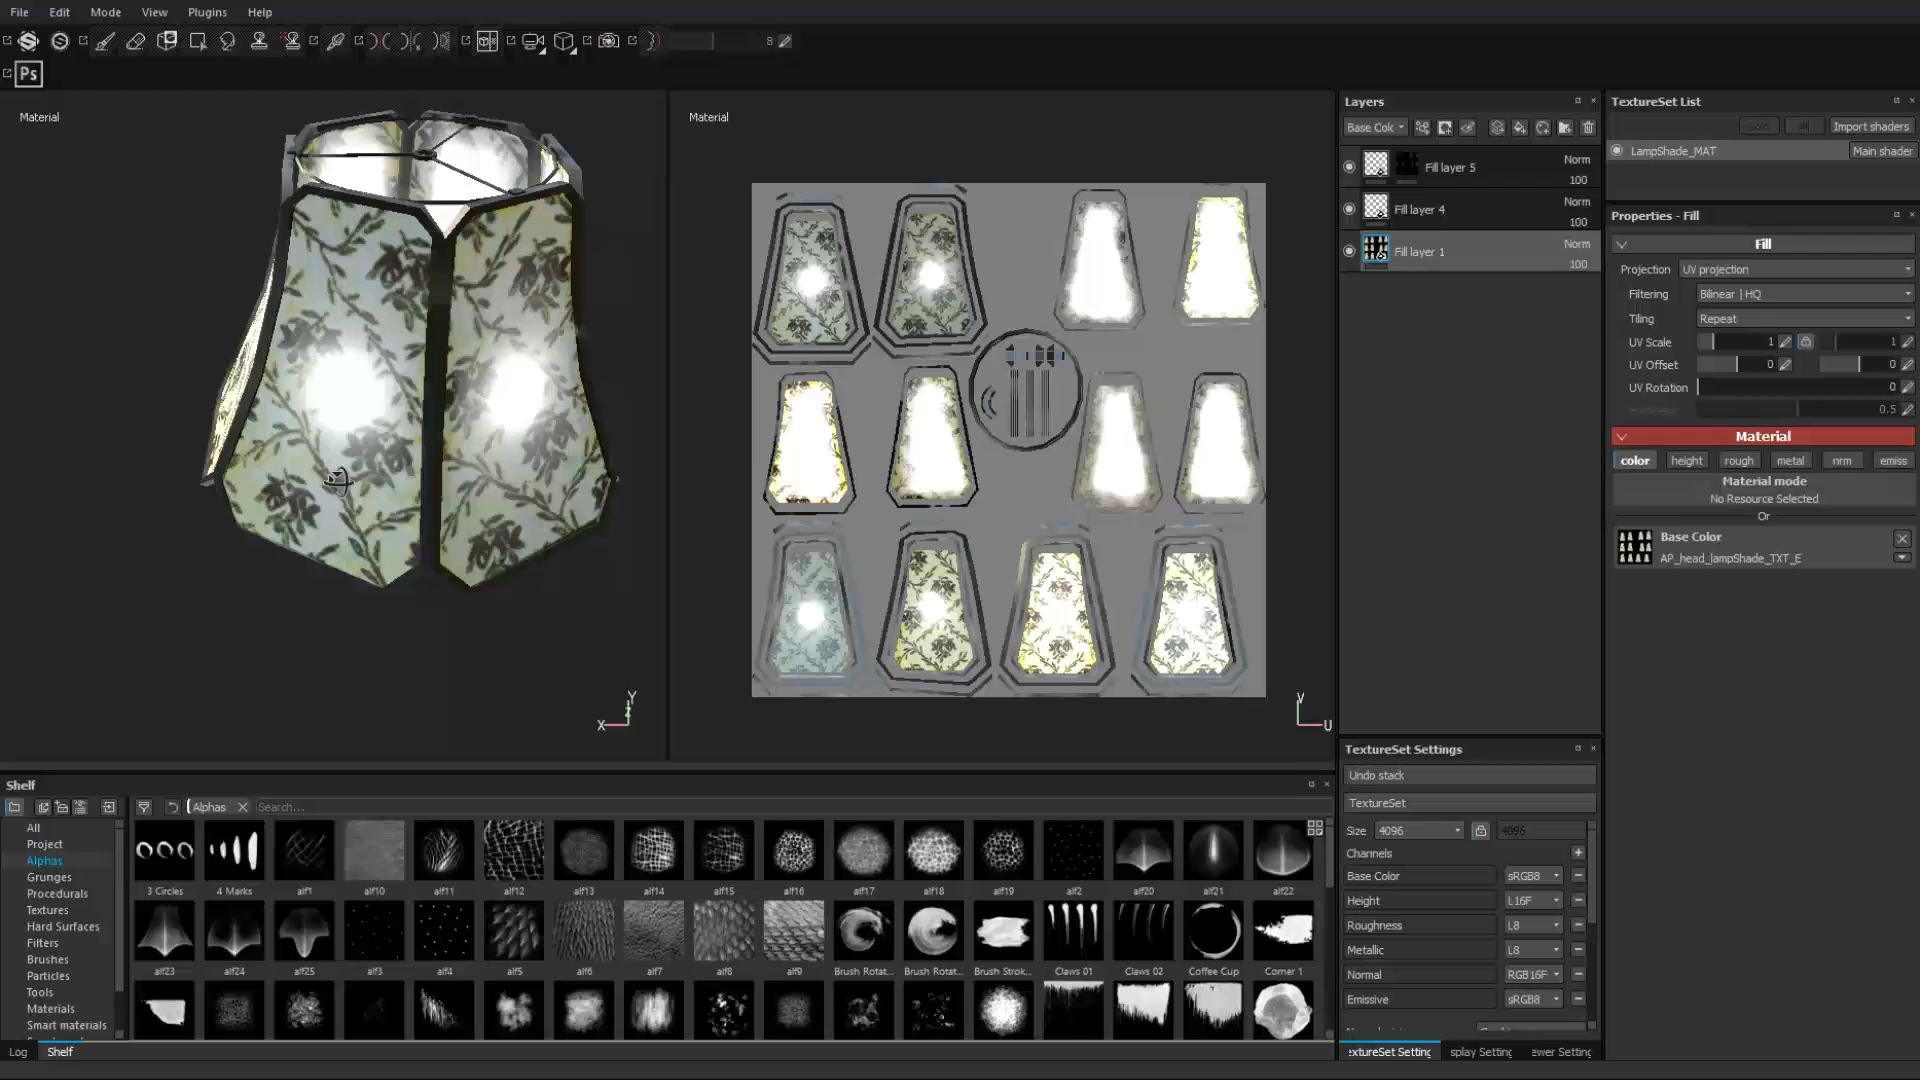 File Edit Mode View Plugins Help
8
Ps
Material
Material
Layers
Base Col
Norm
Fill layer 5
100
Norm
Fill layer 4
100
Norm
Fill layer 1
100
TextureSet List
Import shaders
LampShade_MAT
Main shader
Properties - Fill
Fill
Projection UV projection
Filtering Bilinear | HQ
Tiling Repeat
UV Scale 1 1
UV Offset 0 0
UV Rotation 0
0.5
Material
color height rough metal nrm emiss
Material mode
No Resource Selected
Or
Base Color
AP_head_lampShade_TXT_E
Y
Z
X
V
U
TextureSet Settings
Undo stack
TextureSet
Size 4096 4096
Channels
Base Color sRGB8
Height L16F
Roughness L8
Metallic L8
Normal RGB16F
Emissive sRGB8
extureSet Setting splay Setting ewer Setting
Shelf
Alphas Search...
All
Project
Alphas
Grunges
Procedurals
Textures
Hard Surfaces
Filters
Brushes
Particles
Tools
Materials
Smart materials
3 Circles 4 Marks alf1 alf10 alf11 alf12 alf13 alf14 alf15 alf16 alf17 alf18 alf19 alf2 alf20 alf21 alf22
alf23 alf24 alf25 alf3 alf4 alf5 alf6 alf7 alf8 alf9 Brush Rotat... Brush Rotat... Brush Strok... Claws 01 Claws 02 Coffee Cup Corner 1
Log Shelf